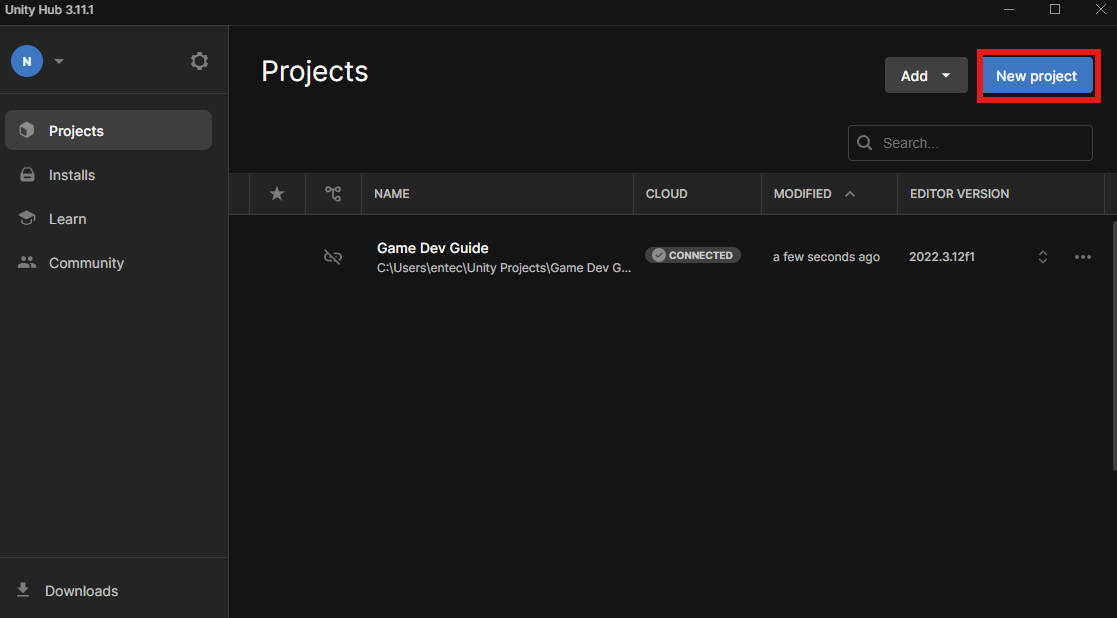 Unity Hub 3.11.1
N
Projects
Installs
Learn
Community
Downloads
Projects
Add
New project
Search...
NAME CLOUD MODIFIED EDITOR VERSION
Game Dev Guide
C:\Users\entec\Unity Projects\Game Dev G...
CONNECTED
a few seconds ago
2022.3.12f1